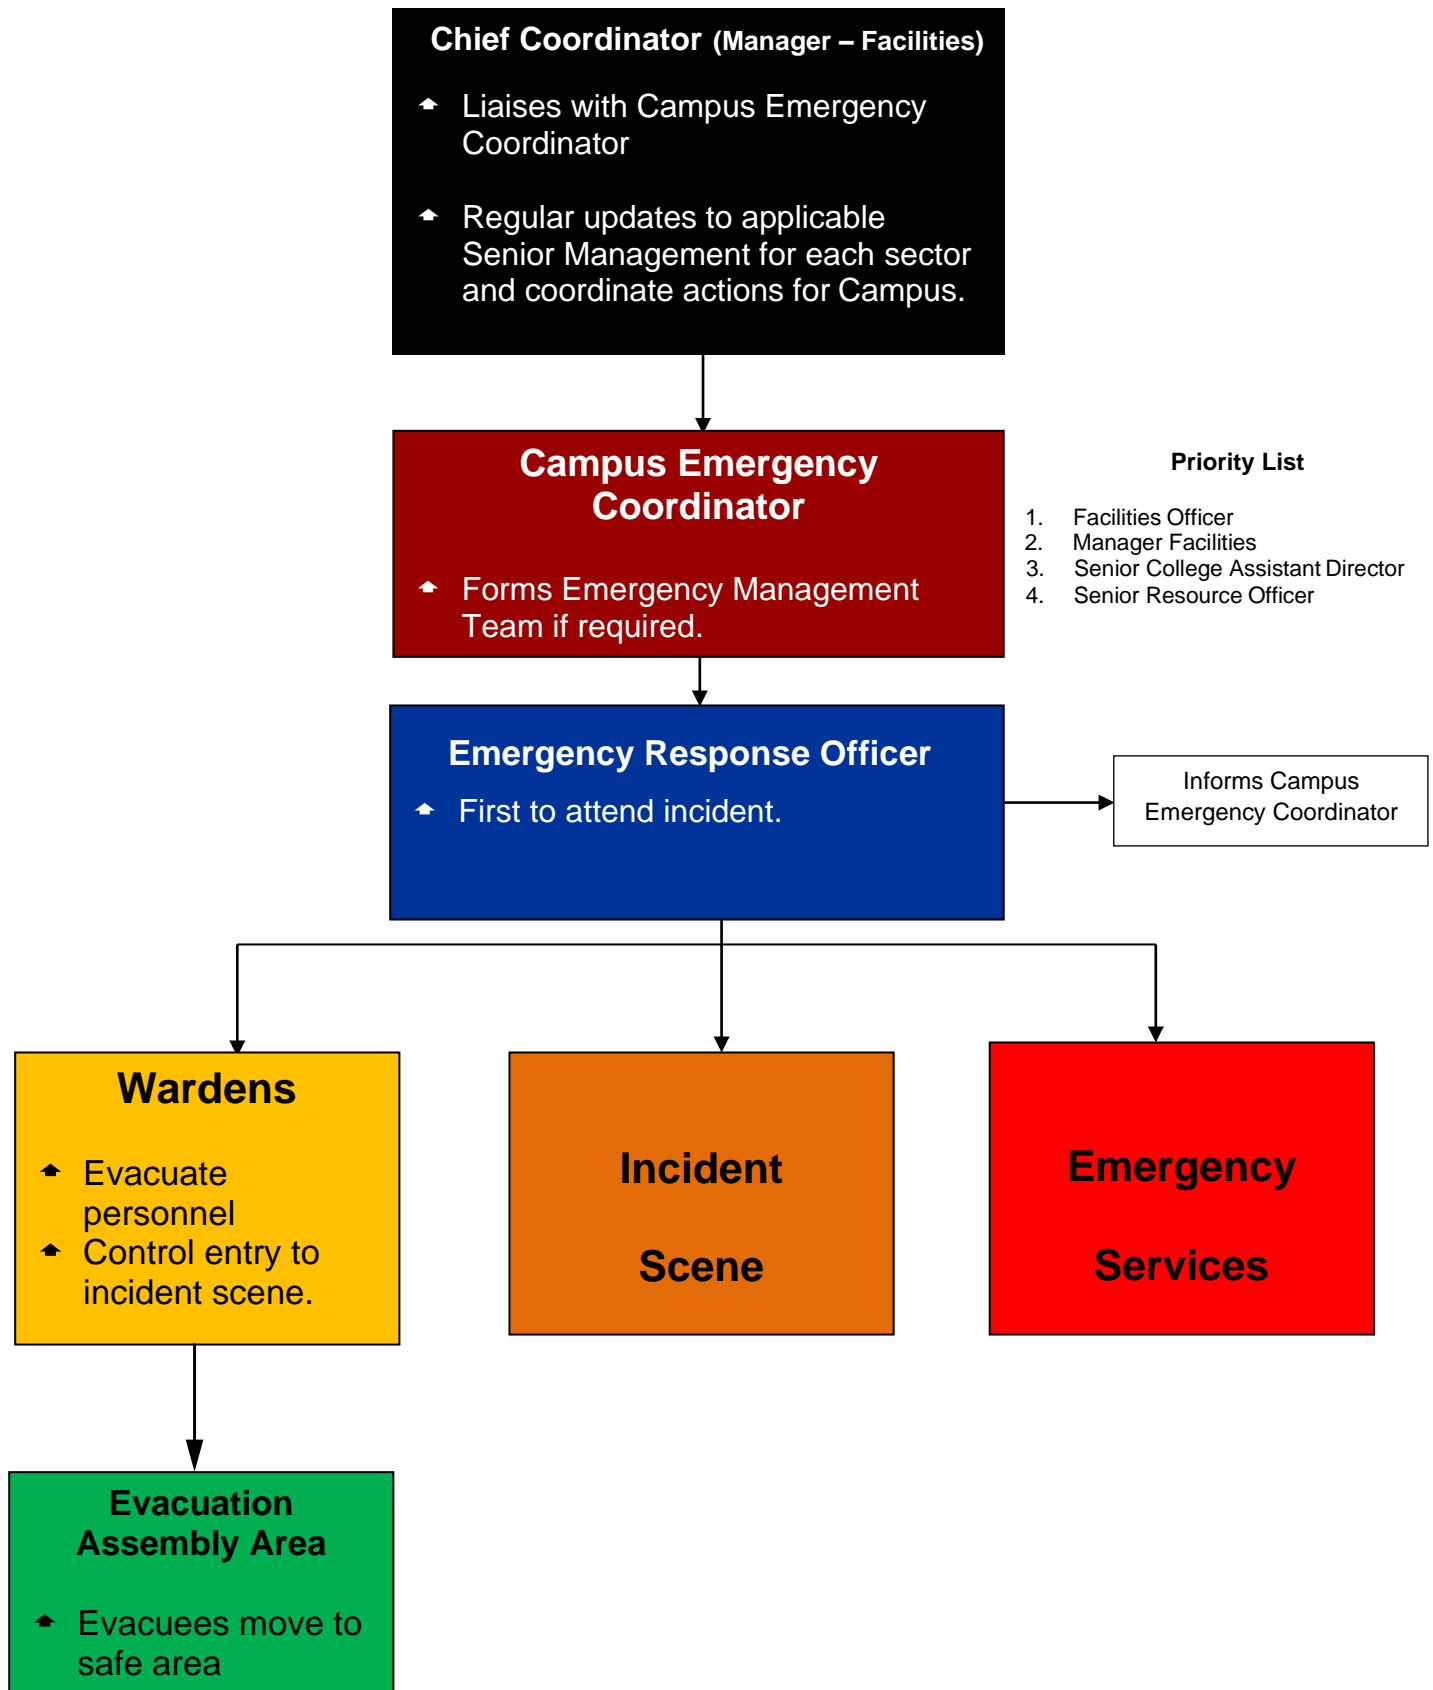 Chief Coordinator (Manager – Facilities)
Liaises with Campus Emergency
Coordinator
Regular updates to applicable
Senior Management for each sector
and coordinate actions for Campus.
Campus Emergency
Coordinator
Forms Emergency Management
Team if required.
Priority List
1. Facilities Officer
2. Manager Facilities
3. Senior College Assistant Director
4. Senior Resource Officer
Emergency Response Officer
First to attend incident.
Informs Campus
Emergency Coordinator
Wardens
Evacuate
personnel
Control entry to
incident scene.
Incident
Scene
Emergency
Services
Evacuation
Assembly Area
Evacuees move to
safe area